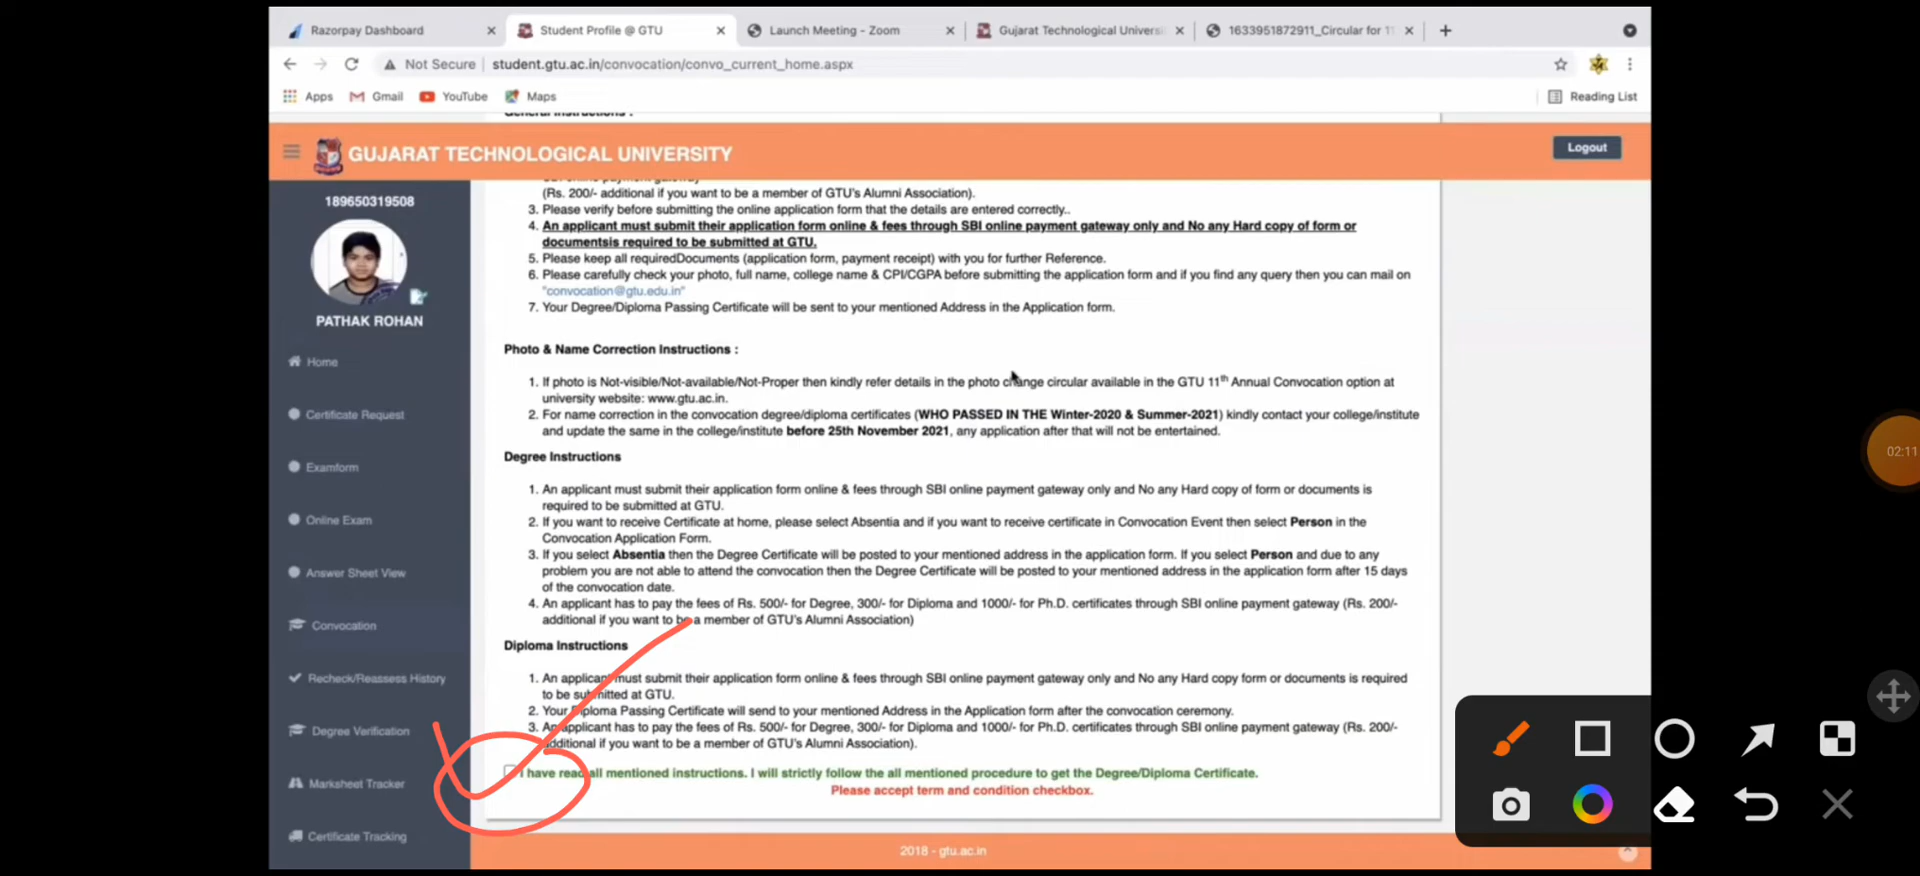 Razorpay Dashboard
Student Profile @ GTU
Launch Meeting - Zoom
Gujarat Technological Universi
1633951872911_Circular for 1
Not Secure | student.gtu.ac.in/convocation/convo_current_home.aspx
Apps
Gmail
YouTube
Maps
Reading List
General Instructions :
GUJARAT TECHNOLOGICAL UNIVERSITY
Logout
189650319508
PATHAK ROHAN
Home
Certificate Request
Examform
Online Exam
Answer Sheet View
Convocation
Recheck/Reassess History
Degree Verification
Marksheet Tracker
Certificate Tracking
(Rs. 200/- additional if you want to be a member of GTU's Alumni Association).
3. Please verify before submitting the online application form that the details are entered correctly..
4. An applicant must submit their application form online & fees through SBI online payment gateway only and No any Hard copy of form or
documentsis required to be submitted at GTU.
5. Please keep all requiredDocuments (application form, payment receipt) with you for further Reference.
6. Please carefully check your photo, full name, college name & CPI/CGPA before submitting the application form and if you find any query then you can mail on
"convocation@gtu.edu.in"
7. Your Degree/Diploma Passing Certificate will be sent to your mentioned Address in the Application form.
Photo & Name Correction Instructions :
1. If photo is Not-visible/Not-available/Not-Proper then kindly refer details in the photo change circular available in the GTU 11th Annual Convocation option at
university website: www.gtu.ac.in.
2. For name correction in the convocation degree/diploma certificates (WHO PASSED IN THE Winter-2020 & Summer-2021) kindly contact your college/institute
and update the same in the college/institute before 25th November 2021, any application after that will not be entertained.
Degree Instructions
1. An applicant must submit their application form online & fees through SBI online payment gateway only and No any Hard copy of form or documents is
required to be submitted at GTU.
2. If you want to receive Certificate at home, please select Absentia and if you want to receive certificate in Convocation Event then select Person in the
Convocation Application Form.
3. If you select Absentia then the Degree Certificate will be posted to your mentioned address in the application form. If you select Person and due to any
problem you are not able to attend the convocation then the Degree Certificate will be posted to your mentioned address in the application form after 15 days
of the convocation date.
4. An applicant has to pay the fees of Rs. 500/- for Degree, 300/- for Diploma and 1000/- for Ph.D. certificates through SBI online payment gateway (Rs. 200/-
additional if you want to be a member of GTU's Alumni Association)
Diploma Instructions
1. An applicant must submit their application form online & fees through SBI online payment gateway only and No any Hard copy form or documents is required
to be submitted at GTU.
2. Your Diploma Passing Certificate will send to your mentioned Address in the Application form after the convocation ceremony.
3. An applicant has to pay the fees of Rs. 500/- for Degree, 300/- for Diploma and 1000/- for Ph.D. certificates through SBI online payment gateway (Rs. 200/-
additional if you want to be a member of GTU's Alumni Association).
I have read all mentioned instructions. I will strictly follow the all mentioned procedure to get the Degree/Diploma Certificate.
Please accept term and condition checkbox.
2018 - gtu.ac.in
02:11